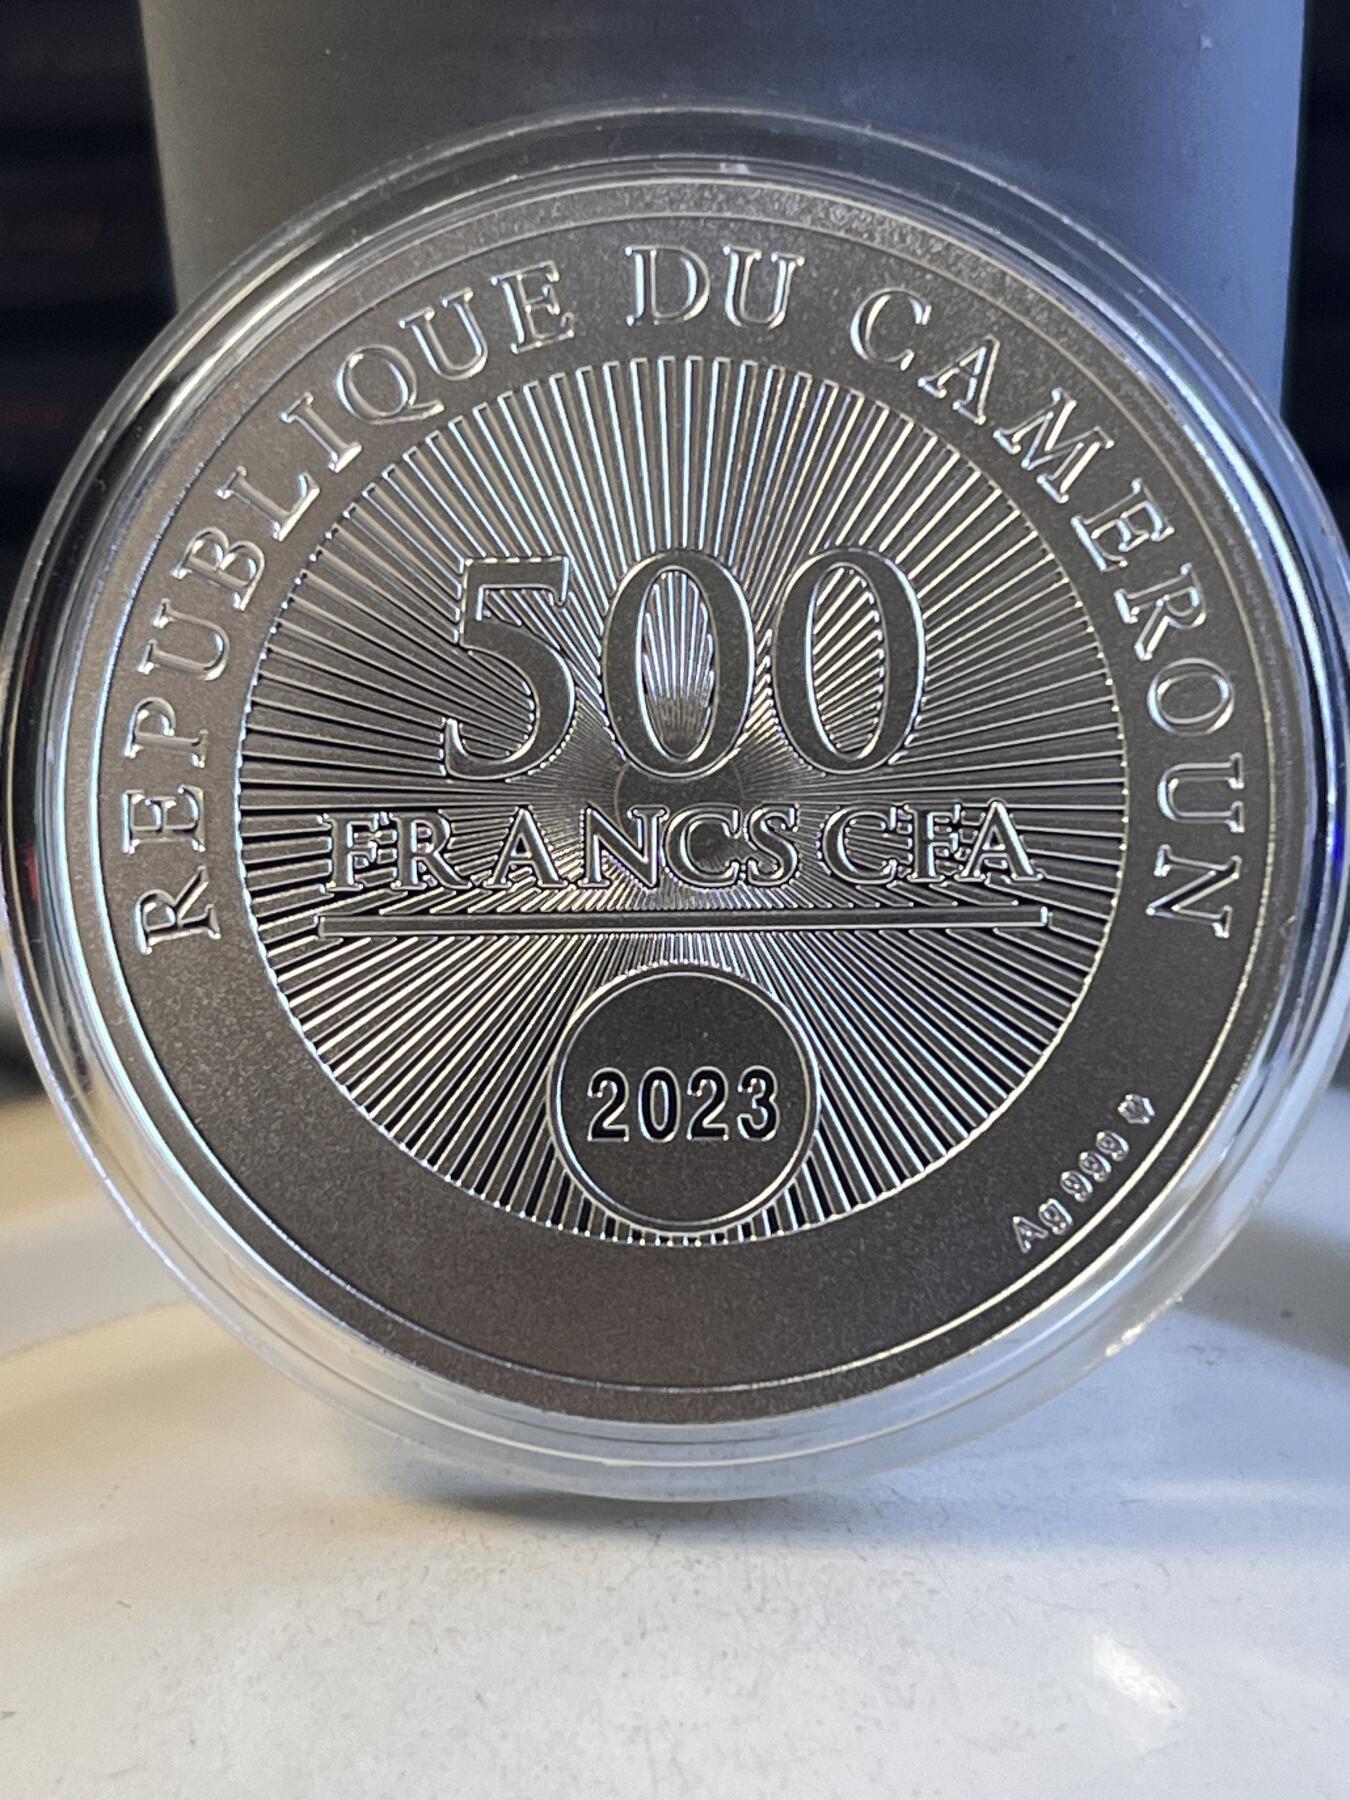 REPUBLIQUE DU CAMEROUN
500
FRANCS CFA
2023
Ag 999